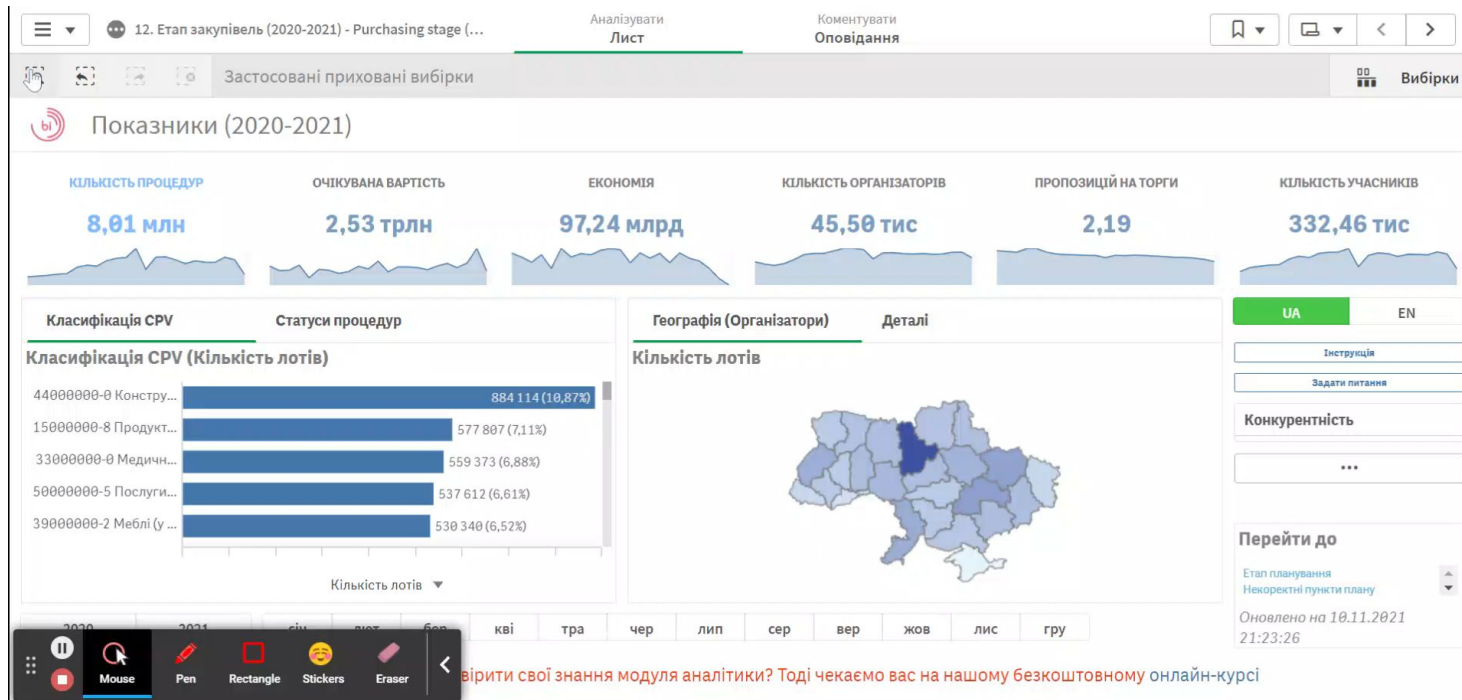 12. Етап закупівель (2020-2021) - Purchasing stage (...
Аналізувати
Лист
Коментувати
Оповідання
Застосовані приховані вибірки
Вибірки
bi
Показники (2020-2021)
КІЛЬКІСТЬ ПРОЦЕДУР
8,01 млн
ОЧІКУВАНА ВАРТІСТЬ
2,53 трлн
ЕКОНОМІЯ
97,24 млрд
КІЛЬКІСТЬ ОРГАНІЗАТОРІВ
45,50 тис
ПРОПОЗИЦІЙ НА ТОРГИ
2,19
КІЛЬКІСТЬ УЧАСНИКІВ
332,46 тис
Класифікація CPV
Статуси процедур
Класифікація CPV (Кількість лотів)
44000000-0 Констру... 884 114 (10,87%)
15000000-8 Продукт... 577 807 (7,11%)
33000000-0 Медичн... 559 373 (6,88%)
50000000-5 Послуги... 537 612 (6,61%)
39000000-2 Меблі (у ... 530 340 (6,52%)
Кількість лотів
Географія (Організатори)
Деталі
Кількість лотів
UA EN
Інструкція
Задати питання
Конкурентність
...
Перейти до
Етап планування
Некоректні пункти плану
Оновлено на 10.11.2021
21:23:26
2020 2021 січ лют бер кві тра чер лип сер вер жов лис гру
вірити свої знання модуля аналітики? Тоді чекаємо вас на нашому безкоштовному онлайн-курсі
Mouse Pen Rectangle Stickers Eraser